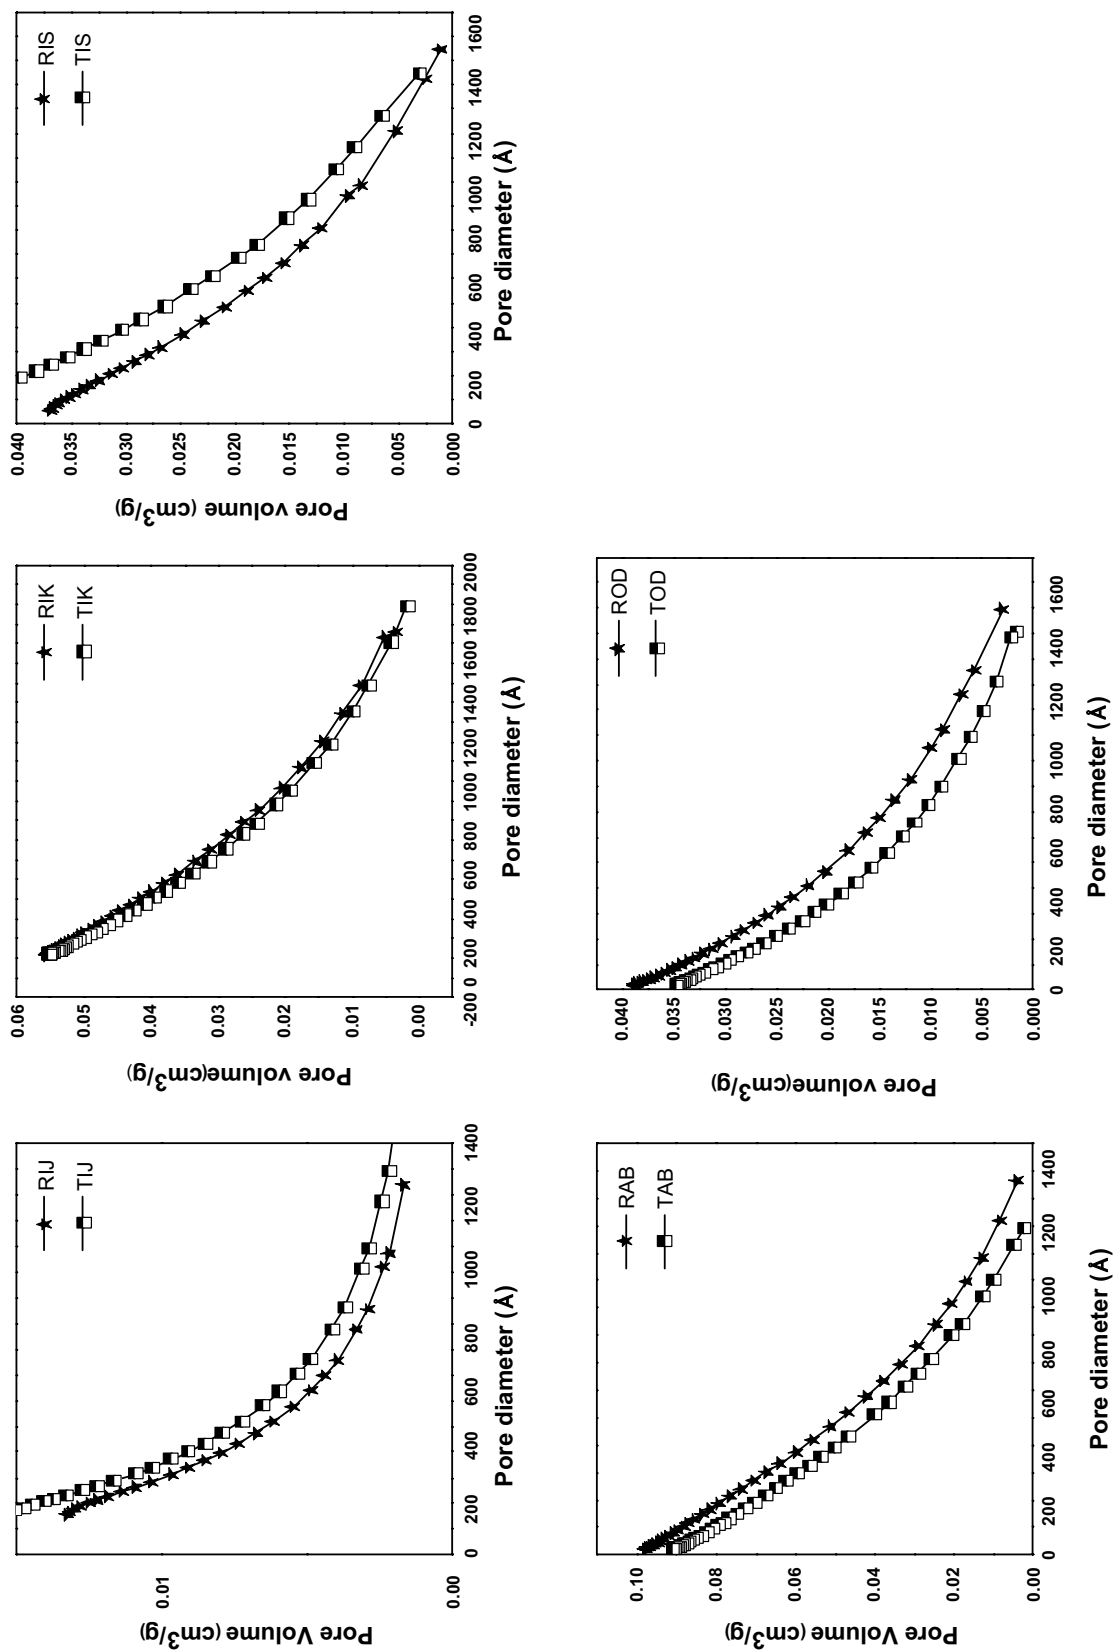 Pore Volume (cm3/g)
0.01
0.00
RIJ
TIJ
0 200 400 600 800 1000 1200 1400
Pore diameter (Å)
Pore volume(cm3/g)
0.06
0.05
0.04
0.03
0.02
0.01
0.00
RIK
TIK
-200 0 200 400 600 800 1000 1200 1400 1600 1800 2000
Pore diameter (Å)
Pore volume (cm3/g)
0.040
0.035
0.030
0.025
0.020
0.015
0.010
0.005
0.000
RIS
TIS
0 200 400 600 800 1000 1200 1400 1600
Pore diameter (Å)
Pore Volume (cm3/g)
0.10
0.08
0.06
0.04
0.02
0.00
RAB
TAB
0 200 400 600 800 1000 1200 1400
Pore diameter (Å)
Pore volume(cm3/g)
0.040
0.035
0.030
0.025
0.020
0.015
0.010
0.005
0.000
ROD
TOD
0 200 400 600 800 1000 1200 1400 1600
Pore diameter (Å)